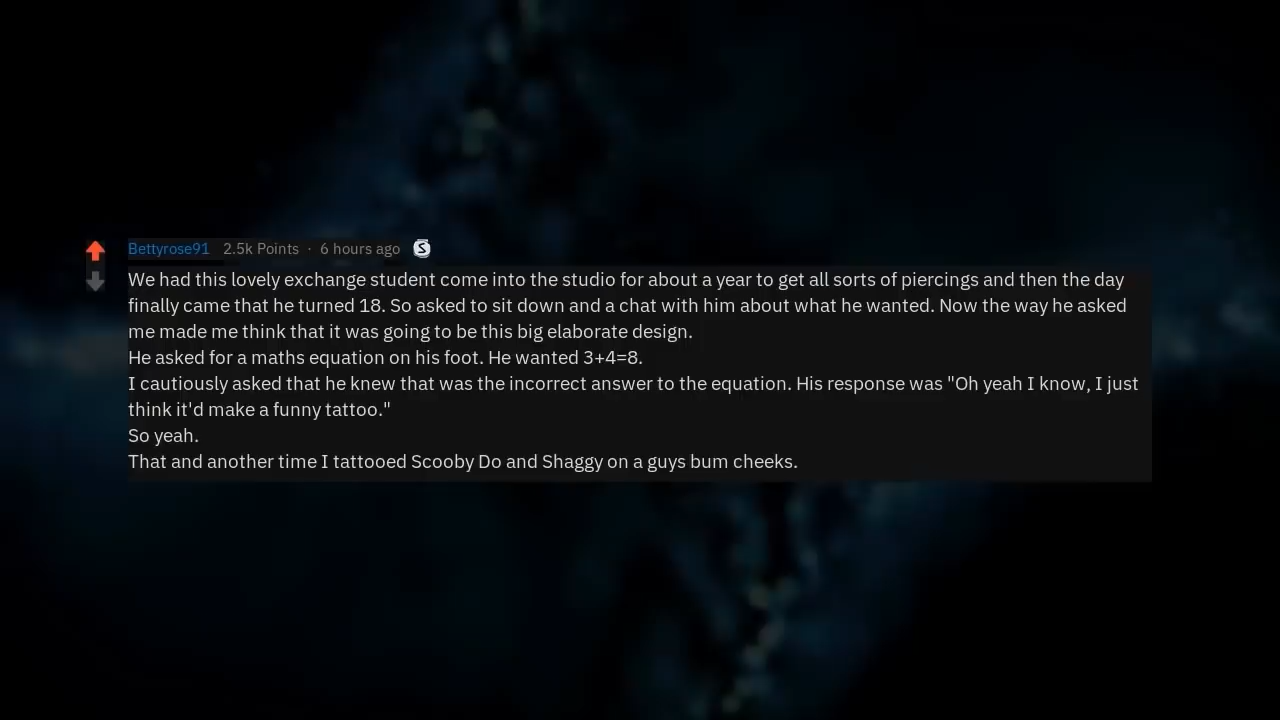 Bettyrose91 2.5k Points · 6 hours ago S
We had this lovely exchange student come into the studio for about a year to get all sorts of piercings and then the day
finally came that he turned 18. So asked to sit down and a chat with him about what he wanted. Now the way he asked
me made me think that it was going to be this big elaborate design.
He asked for a maths equation on his foot. He wanted 3+4=8.
I cautiously asked that he knew that was the incorrect answer to the equation. His response was "Oh yeah I know, I just
think it'd make a funny tattoo."
So yeah.
That and another time I tattooed Scooby Do and Shaggy on a guys bum cheeks.